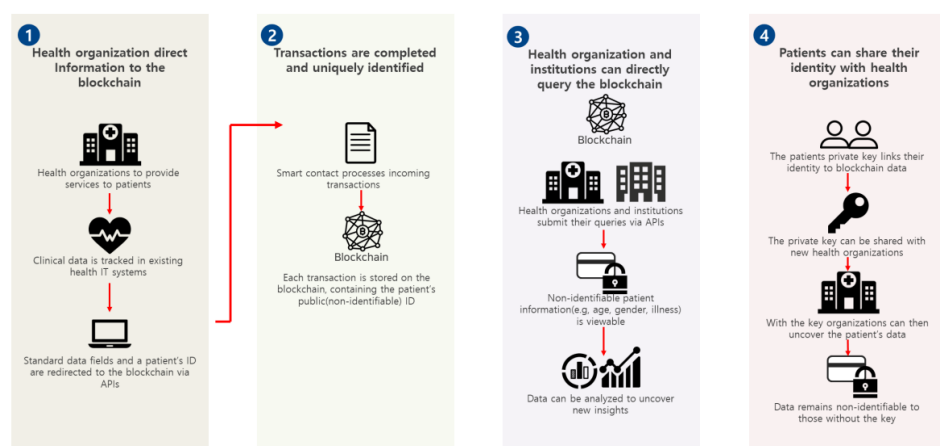 1
Health organization direct
Information to the
blockchain
Health organizations to provide
services to patients
Clinical data is tracked in existing
health IT systems
Standard data fields and a patient's ID
are redirected to the blockchain via
APIs
2
Transactions are completed
and uniquely identified
Smart contact processes incoming
transactions
Blockchain
Each transaction is stored on the
blockchain, containing the patient's
public(non-identifiable) ID
3
Health organization and
institutions can directly
query the blockchain
Blockchain
Health organizations and institutions
submit their queries via APIs
Non-identifiable patient
information(e.g, age, gender, illness)
is viewable
Data can be analyzed to uncover
new insights
4
Patients can share their
identity with health
organizations
The patients private key links their
identity to blockchain data
The private key can be shared with
new health organizations
With the key organizations can then
uncover the patient's data
Data remains non-identifiable to
those without the key